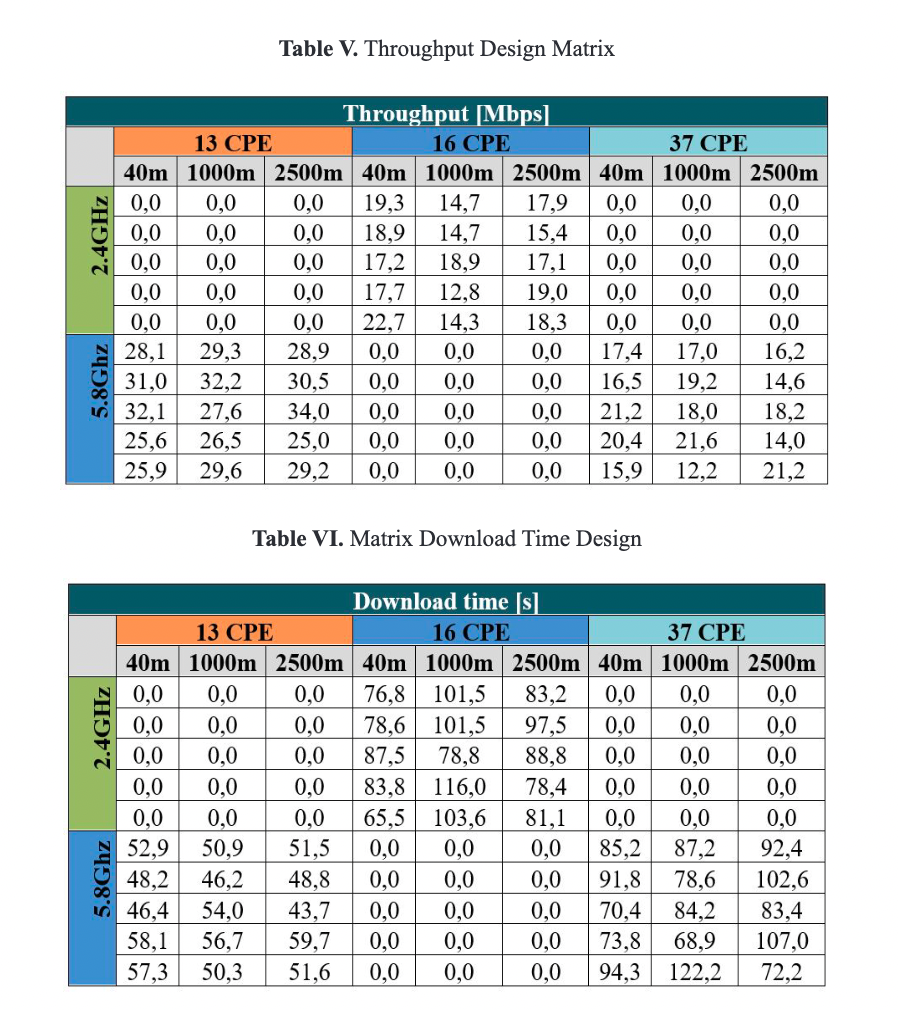 Table V. Throughput Design Matrix
Throughput [Mbps]
13 CPE 16 CPE 37 CPE
40m 1000m 2500m 40m 1000m 2500m 40m 1000m 2500m
2.4GHz
0,0 0,0 0,0 19,3 14,7 17,9 0,0 0,0 0,0
0,0 0,0 0,0 18,9 14,7 15,4 0,0 0,0 0,0
0,0 0,0 0,0 17,2 18,9 17,1 0,0 0,0 0,0
0,0 0,0 0,0 17,7 12,8 19,0 0,0 0,0 0,0
0,0 0,0 0,0 22,7 14,3 18,3 0,0 0,0 0,0
5.8Ghz
28,1 29,3 28,9 0,0 0,0 0,0 17,4 17,0 16,2
31,0 32,2 30,5 0,0 0,0 0,0 16,5 19,2 14,6
32,1 27,6 34,0 0,0 0,0 0,0 21,2 18,0 18,2
25,6 26,5 25,0 0,0 0,0 0,0 20,4 21,6 14,0
25,9 29,6 29,2 0,0 0,0 0,0 15,9 12,2 21,2
Table VI. Matrix Download Time Design
Download time [s]
13 CPE 16 CPE 37 CPE
40m 1000m 2500m 40m 1000m 2500m 40m 1000m 2500m
2.4GHz
0,0 0,0 0,0 76,8 101,5 83,2 0,0 0,0 0,0
0,0 0,0 0,0 78,6 101,5 97,5 0,0 0,0 0,0
0,0 0,0 0,0 87,5 78,8 88,8 0,0 0,0 0,0
0,0 0,0 0,0 83,8 116,0 78,4 0,0 0,0 0,0
0,0 0,0 0,0 65,5 103,6 81,1 0,0 0,0 0,0
5.8Ghz
52,9 50,9 51,5 0,0 0,0 0,0 85,2 87,2 92,4
48,2 46,2 48,8 0,0 0,0 0,0 91,8 78,6 102,6
46,4 54,0 43,7 0,0 0,0 0,0 70,4 84,2 83,4
58,1 56,7 59,7 0,0 0,0 0,0 73,8 68,9 107,0
57,3 50,3 51,6 0,0 0,0 0,0 94,3 122,2 72,2